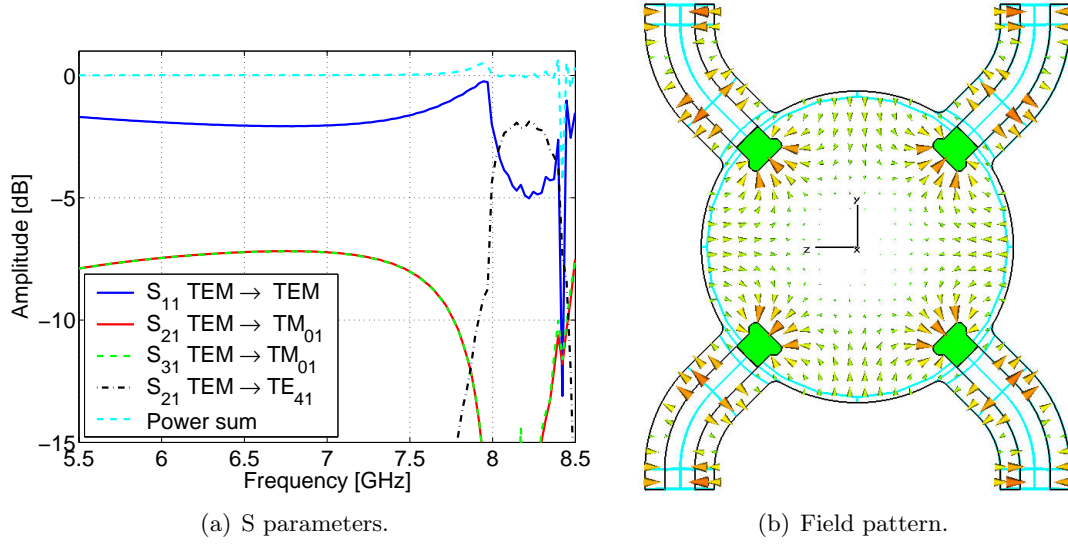 0
−5
−10
−15
Amplitude [dB]
5.5 6 6.5 7 7.5 8 8.5
Frequency [GHz]
S11 TEM → TEM
S21 TEM → TM01
S31 TEM → TM01
S21 TEM → TE41
Power sum
y
z x
(a) S parameters.
(b) Field pattern.